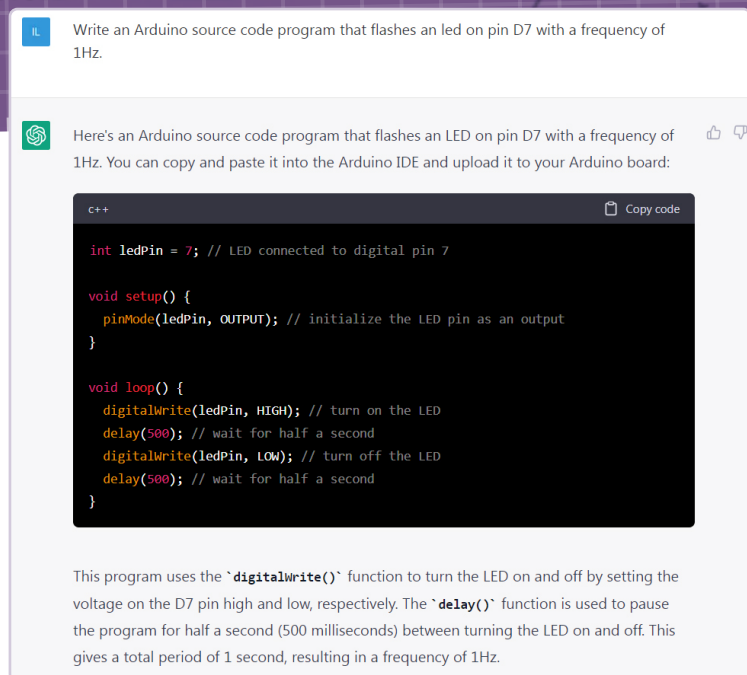 IL
Write an Arduino source code program that flashes an led on pin D7 with a frequency of
1Hz.
Here's an Arduino source code program that flashes an LED on pin D7 with a frequency of
1Hz. You can copy and paste it into the Arduino IDE and upload it to your Arduino board:
c++ Copy code
int ledPin = 7; // LED connected to digital pin 7
void setup() {
  pinMode(ledPin, OUTPUT); // initialize the LED pin as an output
}
void loop() {
  digitalWrite(ledPin, HIGH); // turn on the LED
  delay(500); // wait for half a second
  digitalWrite(ledPin, LOW); // turn off the LED
  delay(500); // wait for half a second
}
This program uses the `digitalWrite()` function to turn the LED on and off by setting the
voltage on the D7 pin high and low, respectively. The `delay()` function is used to pause
the program for half a second (500 milliseconds) between turning the LED on and off. This
gives a total period of 1 second, resulting in a frequency of 1Hz.